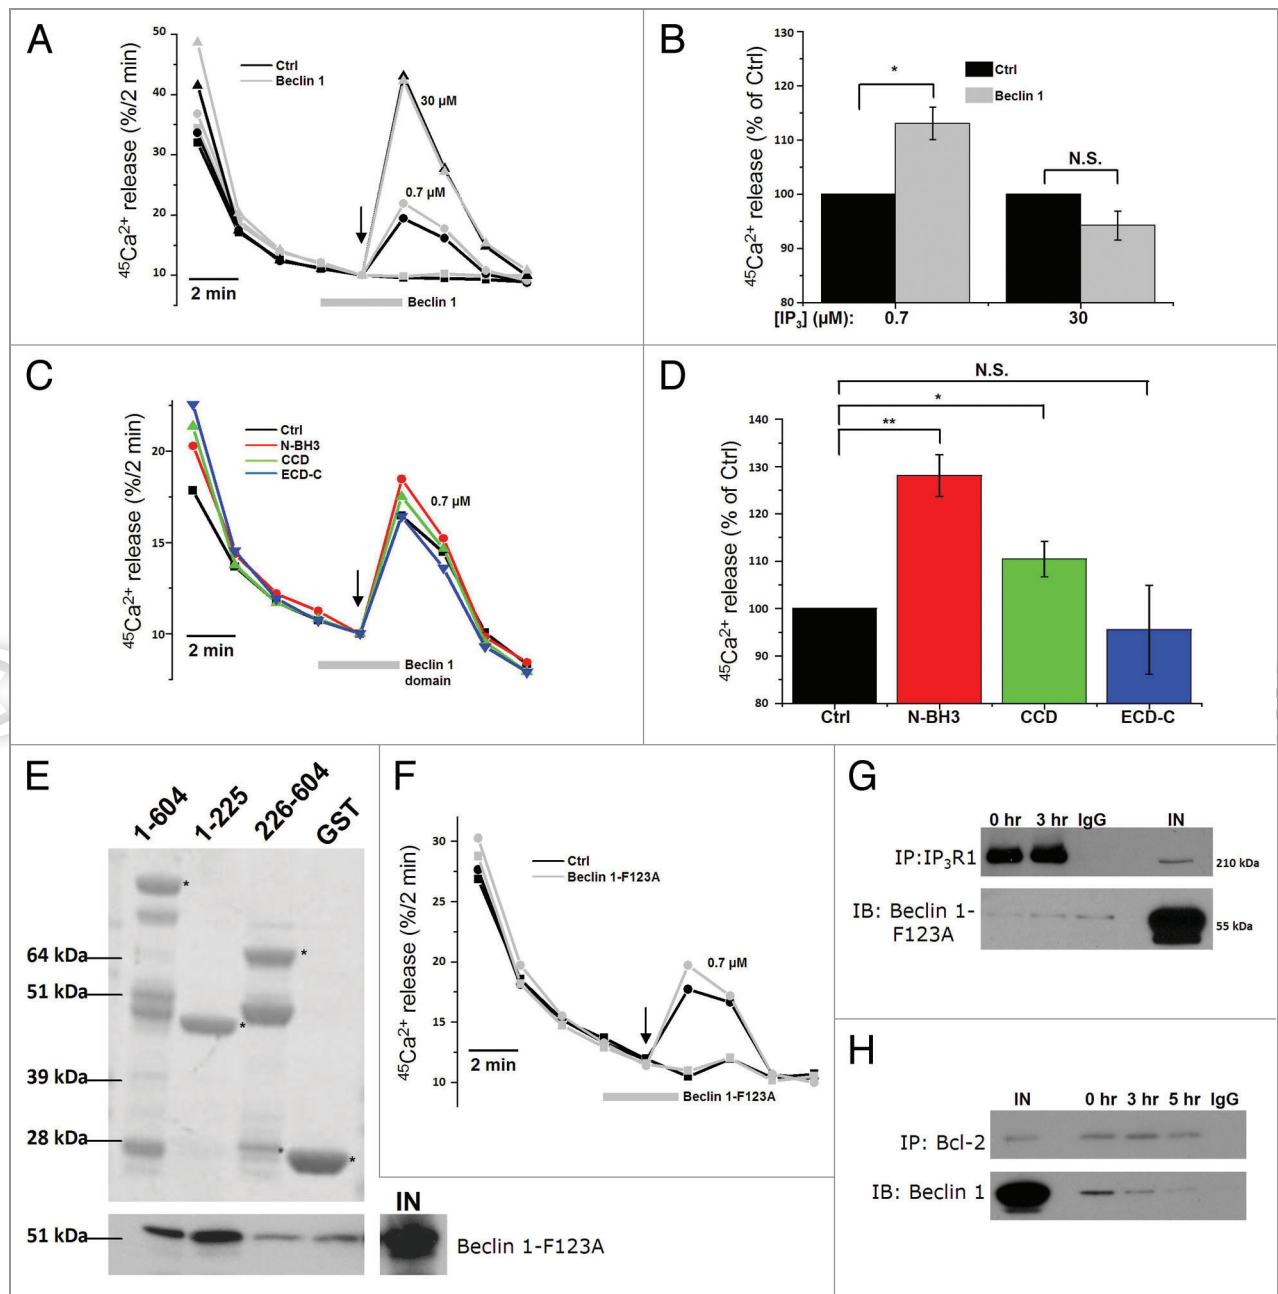 A
50
40
30
20
10
⁴⁵Ca²⁺ release (%/2 min)
Ctrl
Beclin 1
30 µM
0.7 µM
2 min
Beclin 1
B
130
120
110
100
90
80
⁴⁵Ca²⁺ release (% of Ctrl)
*
Ctrl
Beclin 1
N.S.
[IP₃] (µM): 0.7 30
C
20
15
10
⁴⁵Ca²⁺ release (%/2 min)
Ctrl
N-BH3
CCD
ECD-C
0.7 µM
2 min
Beclin 1
domain
D
N.S.
*
**
140
130
120
110
100
90
80
⁴⁵Ca²⁺ release (% of Ctrl)
Ctrl N-BH3 CCD ECD-C
E
1-604 1-225 226-604 GST
*
*
*
*
64 kDa
51 kDa
39 kDa
28 kDa
51 kDa
IN
Beclin 1-F123A
F
30
25
20
15
10
⁴⁵Ca²⁺ release (%/2 min)
Ctrl
Beclin 1-F123A
0.7 µM
2 min
Beclin 1-F123A
G
0 hr 3 hr IgG IN
IP:IP₃R1
210 kDa
IB: Beclin 1-
F123A
55 kDa
H
IN 0 hr 3 hr 5 hr IgG
IP: Bcl-2
IB: Beclin 1